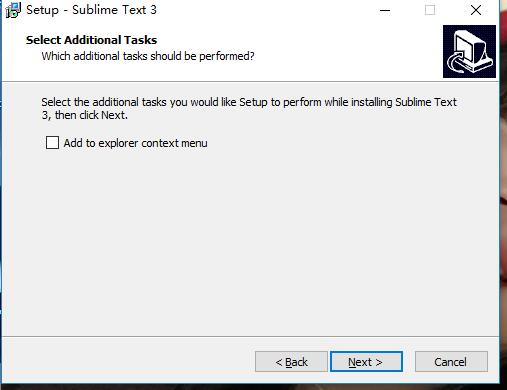 Setup - Sublime Text 3
Select Additional Tasks
Which additional tasks should be performed?
Select the additional tasks you would like Setup to perform while installing Sublime Text
3, then click Next.
Add to explorer context menu
< Back
Next >
Cancel